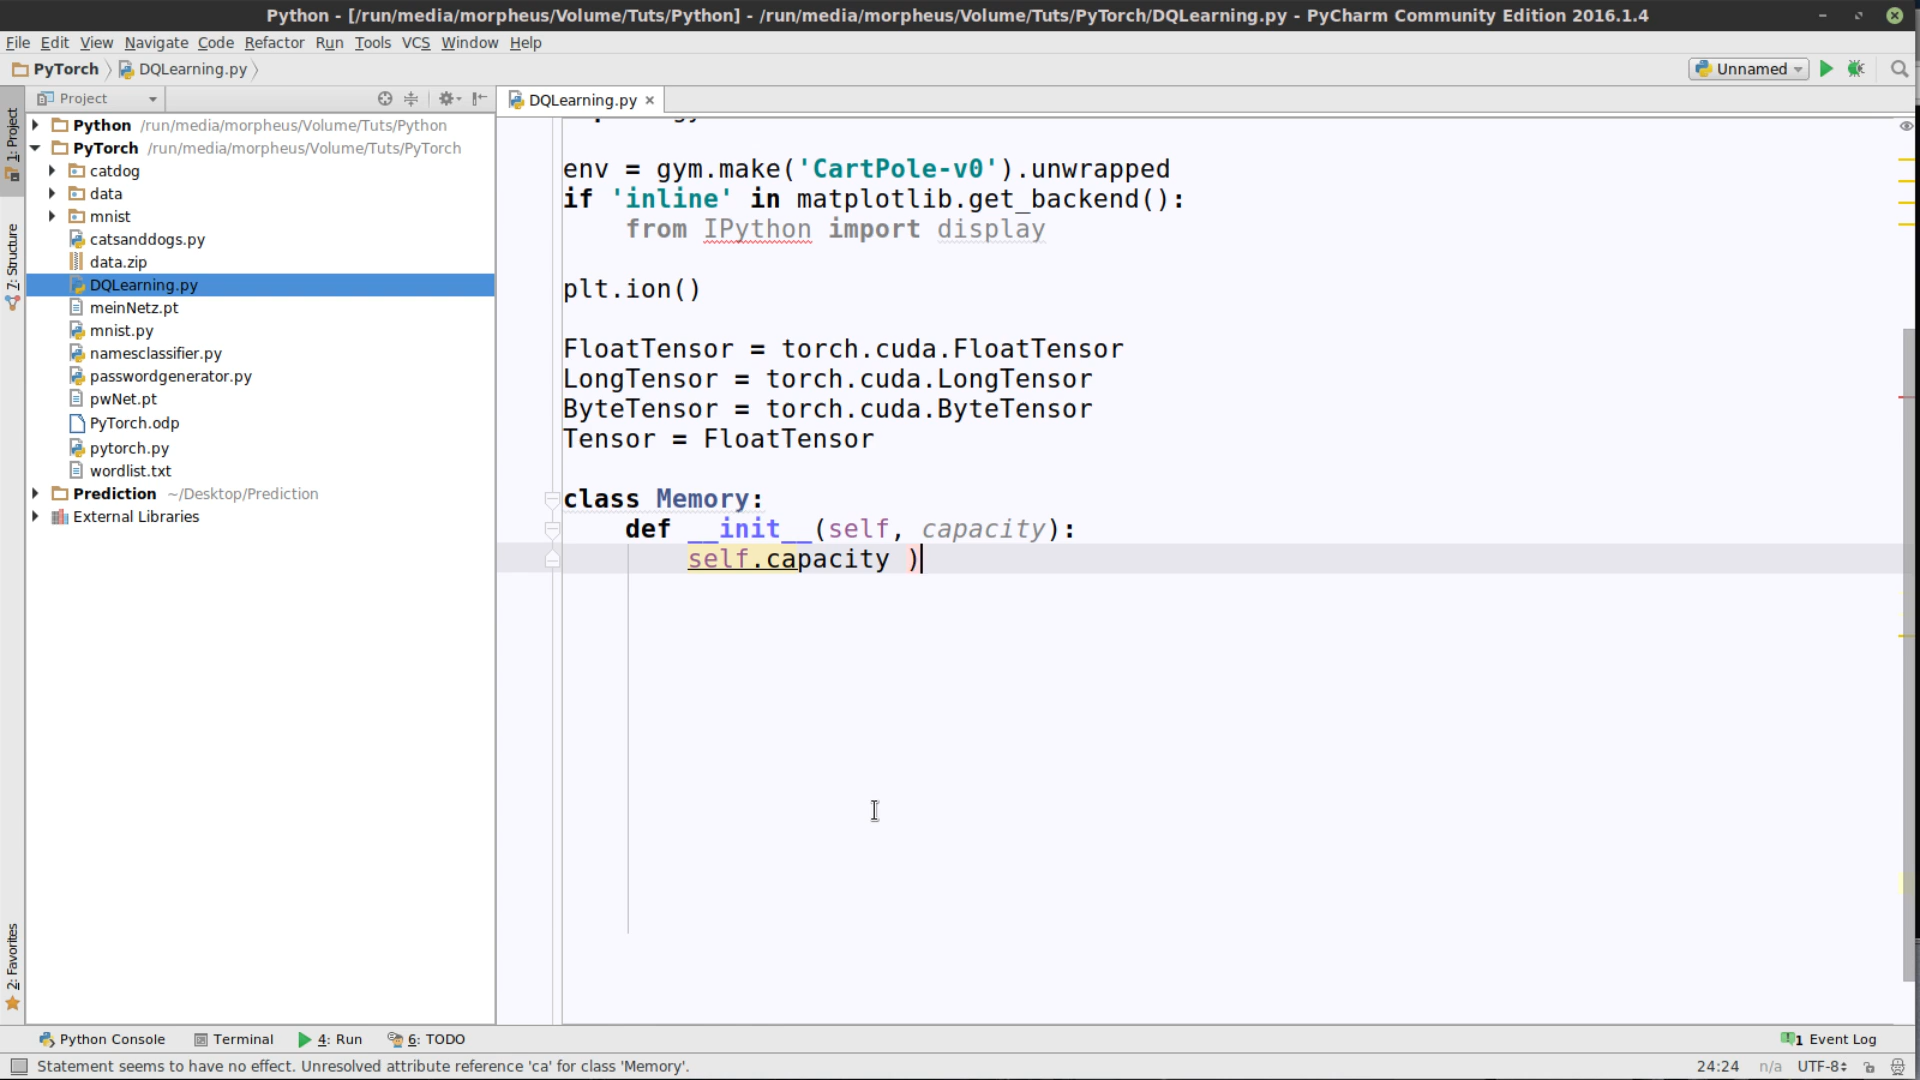 Python - [/run/media/morpheus/Volume/Tuts/Python] - /run/media/morpheus/Volume/Tuts/PyTorch/DQLearning.py - PyCharm Community Edition 2016.1.4
File Edit View Navigate Code Refactor Run Tools VCS Window Help
PyTorch DQLearning.py Unnamed
Project DQLearning.py
1: Project
7: Structure
2: Favorites
Python /run/media/morpheus/Volume/Tuts/Python
PyTorch /run/media/morpheus/Volume/Tuts/PyTorch
catdog
data
mnist
catsanddogs.py
data.zip
DQLearning.py
meinNetz.pt
mnist.py
namesclassifier.py
passwordgenerator.py
pwNet.pt
PyTorch.odp
pytorch.py
wordlist.txt
Prediction ~/Desktop/Prediction
External Libraries
env = gym.make('CartPole-v0').unwrapped
if 'inline' in matplotlib.get_backend():
    from IPython import display
plt.ion()
FloatTensor = torch.cuda.FloatTensor
LongTensor = torch.cuda.LongTensor
ByteTensor = torch.cuda.ByteTensor
Tensor = FloatTensor
class Memory:
    def __init__(self, capacity):
        self.capacity )
Python Console Terminal 4: Run 6: TODO 1 Event Log
Statement seems to have no effect. Unresolved attribute reference 'ca' for class 'Memory'. 24:24 n/a UTF-8